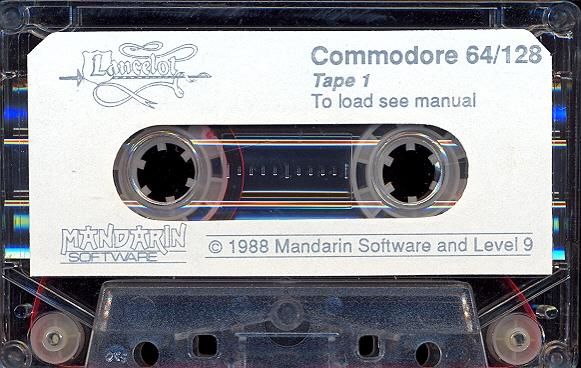 Lancelot
Commodore 64/128
Tape 1
To load see manual
MANDARIN
SOFTWARE
© 1988 Mandarin Software and Level 9